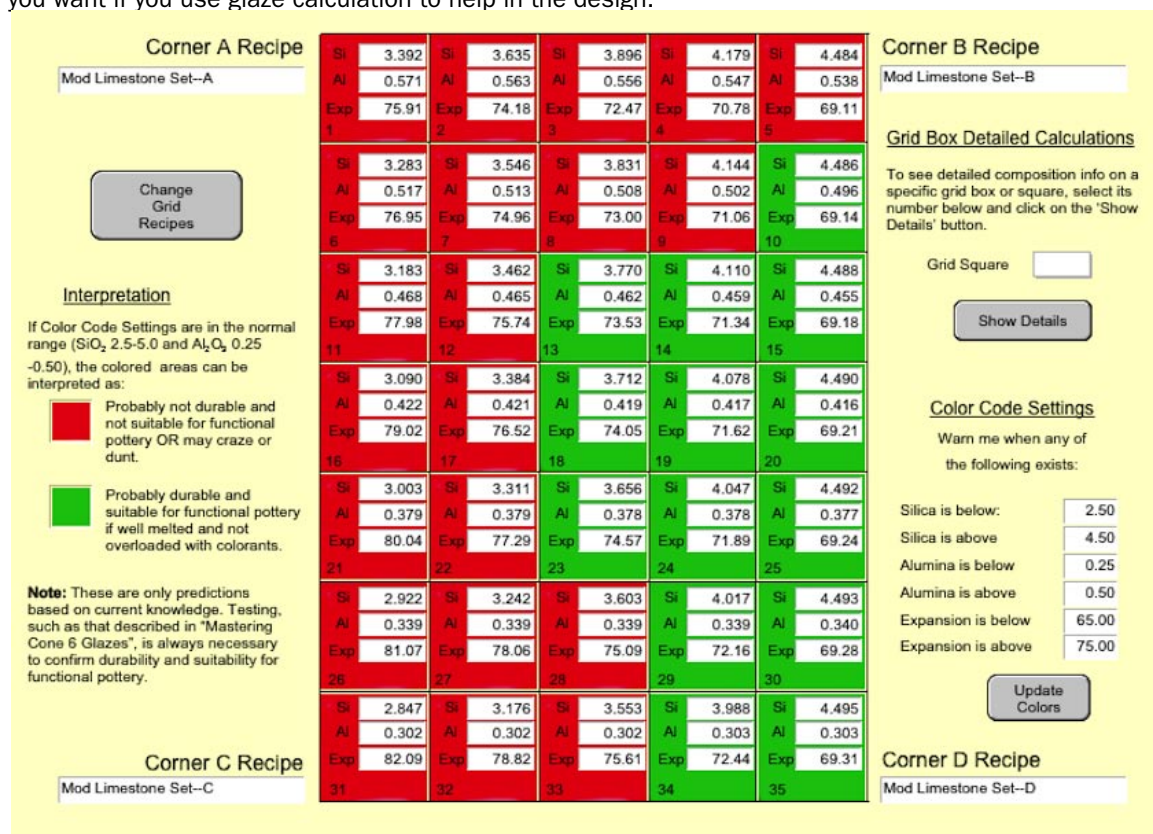 you want if you use glaze calculation to help in the design.
Corner A Recipe
Mod Limestone Set--A
Change
Grid
Recipes
Interpretation
If Color Code Settings are in the normal
range (SiO₂ 2.5-5.0 and Al₂O₃ 0.25
-0.50), the colored areas can be
interpreted as:
Probably not durable and
not suitable for functional
pottery OR may craze or
dunt.
Probably durable and
suitable for functional pottery
if well melted and not
overloaded with colorants.
Note: These are only predictions
based on current knowledge. Testing,
such as that described in "Mastering
Cone 6 Glazes", is always necessary
to confirm durability and suitability for
functional pottery.
Corner C Recipe
Mod Limestone Set--C
Si 3.392 Si 3.635 Si 3.896 Si 4.179 Si 4.484
Al 0.571 Al 0.563 Al 0.556 Al 0.547 Al 0.538
Exp 75.91 Exp 74.18 Exp 72.47 Exp 70.78 Exp 69.11
1 2 3 4 5
Si 3.283 Si 3.546 Si 3.831 Si 4.144 Si 4.486
Al 0.517 Al 0.513 Al 0.508 Al 0.502 Al 0.496
Exp 76.95 Exp 74.96 Exp 73.00 Exp 71.06 Exp 69.14
6 7 8 9 10
Si 3.183 Si 3.462 Si 3.770 Si 4.110 Si 4.488
Al 0.468 Al 0.465 Al 0.462 Al 0.459 Al 0.455
Exp 77.98 Exp 75.74 Exp 73.53 Exp 71.34 Exp 69.18
11 12 13 14 15
Si 3.090 Si 3.384 Si 3.712 Si 4.078 Si 4.490
Al 0.422 Al 0.421 Al 0.419 Al 0.417 Al 0.416
Exp 79.02 Exp 76.52 Exp 74.05 Exp 71.62 Exp 69.21
16 17 18 19 20
Si 3.003 Si 3.311 Si 3.656 Si 4.047 Si 4.492
Al 0.379 Al 0.379 Al 0.378 Al 0.378 Al 0.377
Exp 80.04 Exp 77.29 Exp 74.57 Exp 71.89 Exp 69.24
21 22 23 24 25
Si 2.922 Si 3.242 Si 3.603 Si 4.017 Si 4.493
Al 0.339 Al 0.339 Al 0.339 Al 0.339 Al 0.340
Exp 81.07 Exp 78.06 Exp 75.09 Exp 72.16 Exp 69.28
26 27 28 29 30
Si 2.847 Si 3.176 Si 3.553 Si 3.988 Si 4.495
Al 0.302 Al 0.302 Al 0.302 Al 0.303 Al 0.303
Exp 82.09 Exp 78.82 Exp 75.61 Exp 72.44 Exp 69.31
31 32 33 34 35
Corner B Recipe
Mod Limestone Set--B
Grid Box Detailed Calculations
To see detailed composition info on a
specific grid box or square, select its
number below and click on the 'Show
Details' button.
Grid Square
Show Details
Color Code Settings
Warn me when any of
the following exists:
Silica is below: 2.50
Silica is above 4.50
Alumina is below 0.25
Alumina is above 0.50
Expansion is below 65.00
Expansion is above 75.00
Update
Colors
Corner D Recipe
Mod Limestone Set--D